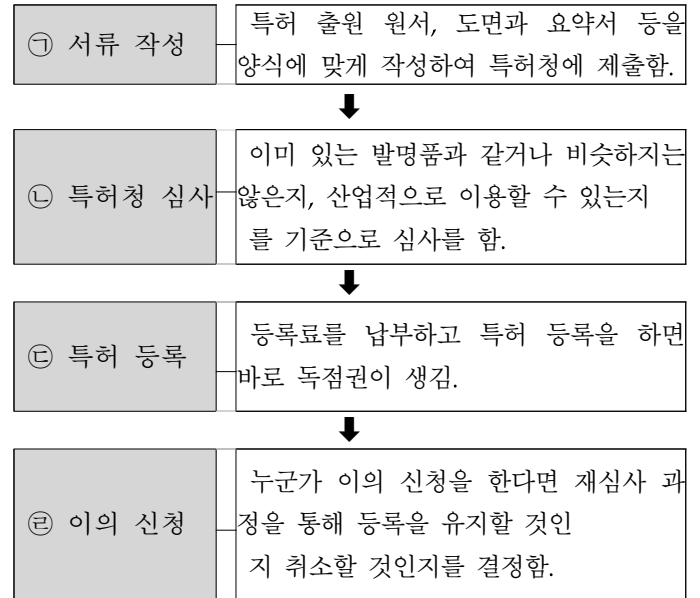 ㉠ 서류 작성
특허 출원 원서, 도면과 요약서 등을
양식에 맞게 작성하여 특허청에 제출함.
㉡ 특허청 심사
이미 있는 발명품과 같거나 비슷하지는
않은지, 산업적으로 이용할 수 있는지
를 기준으로 심사를 함.
㉢ 특허 등록
등록료를 납부하고 특허 등록을 하면
바로 독점권이 생김.
㉣ 이의 신청
누군가 이의 신청을 한다면 재심사 과
정을 통해 등록을 유지할 것인
지 취소할 것인지를 결정함.